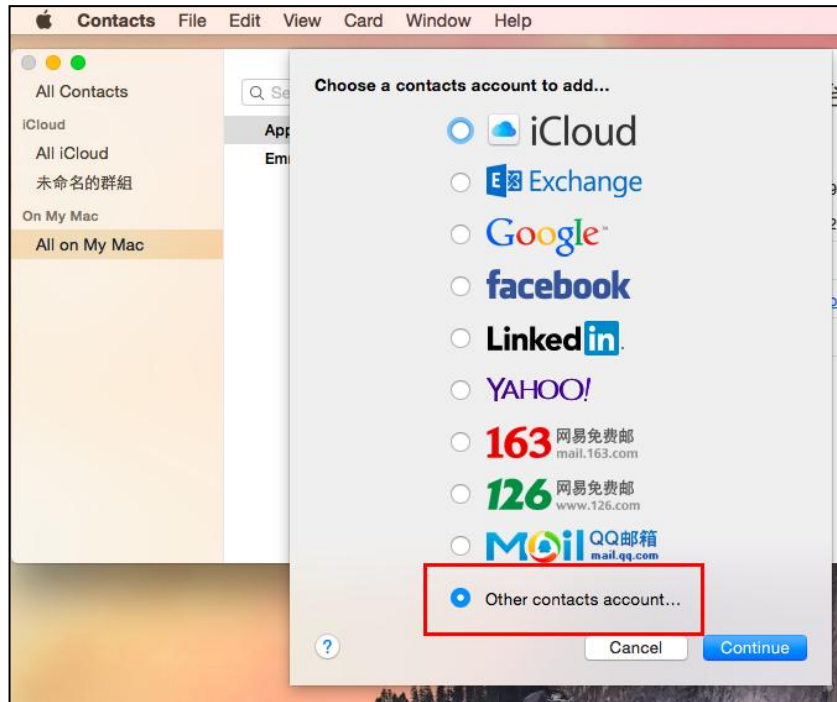 Contacts File Edit View Card Window Help
All Contacts
iCloud
All iCloud
未命名的群組
On My Mac
All on My Mac
Choose a contacts account to add...
iCloud
Exchange
Google
facebook
Linked in.
YAHOO!
163 网易免费邮
mail.163.com
126 网易免费邮
www.126.com
Mail QQ邮箱
mail.qq.com
Other contacts account...
? Cancel Continue